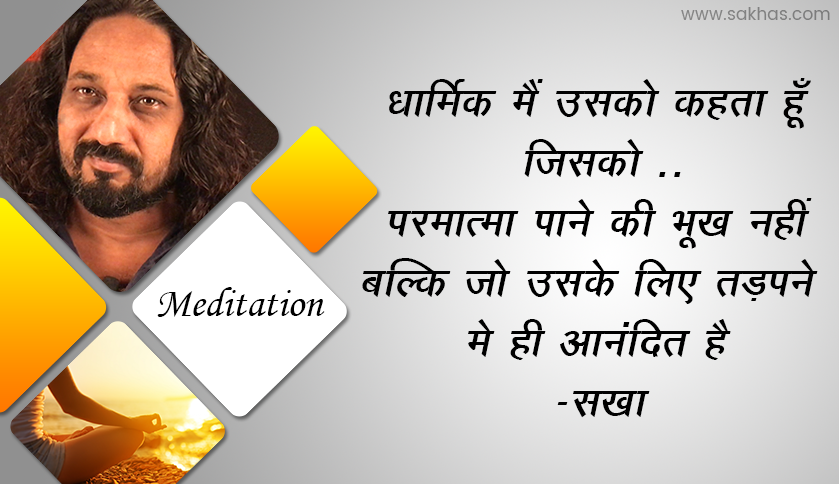 www.sakhas.com
धार्मिक मैं उसको कहता हूँ
जिसको ..
परमात्मा पाने की भूख नहीं
बल्कि जो उसके लिए तड़पने
मे ही आनंदित है
-सखा
Meditation